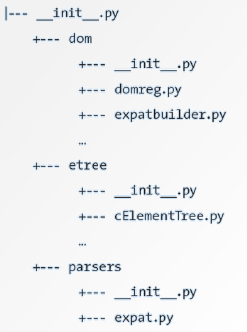 |--- __init__.py
+--- dom
+--- __init__.py
+--- domreg.py
+--- expatbuilder.py
…
+--- etree
+--- __init__.py
+--- cElementTree.py
…
+--- parsers
+--- __init__.py
+--- expat.py